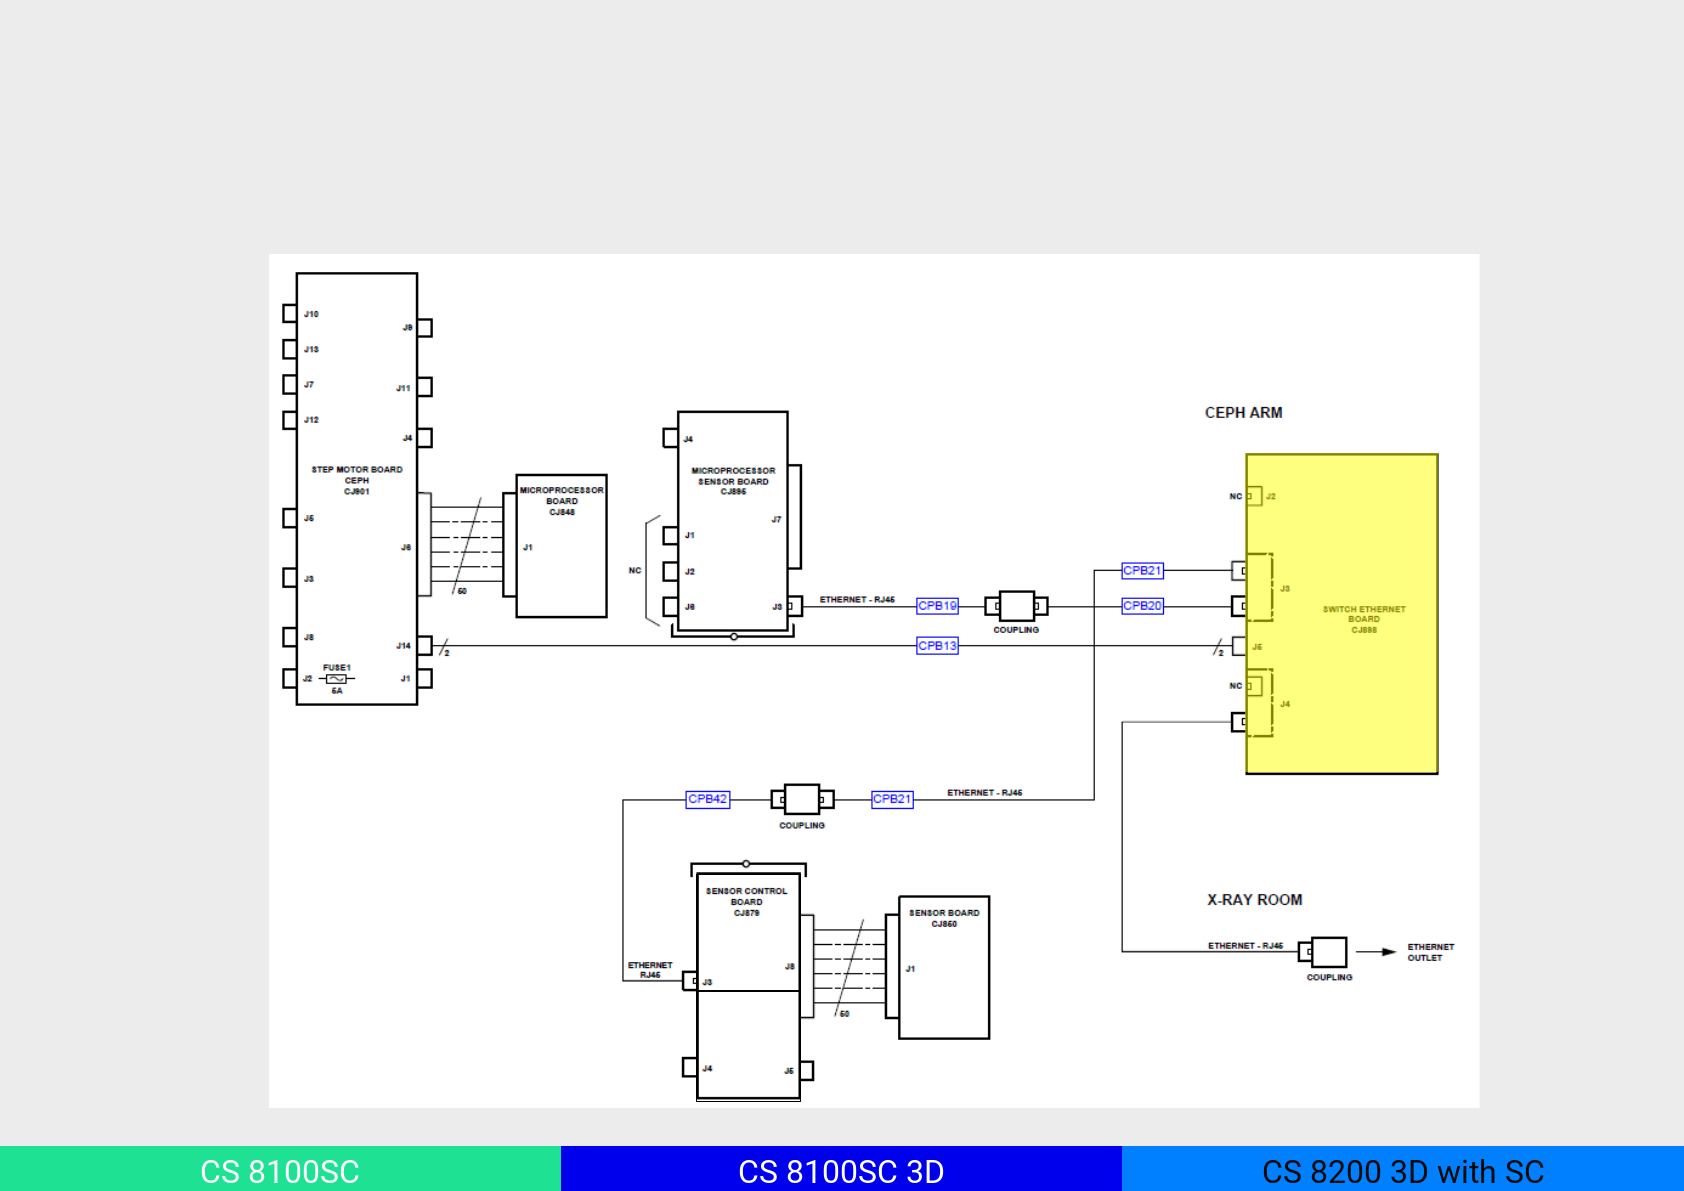 J10
J9
J13
J7
J11
J12
J4
STEP MOTOR BOARD
CEPH
CJ901
J5
J6
J3
J8
J14
2
FUSE1
J2
J1
5A
50
MICROPROCESSOR
BOARD
CJ848
J1
J4
MICROPROCESSOR
SENSOR BOARD
CJ895
J7
J1
NC
J2
J6
J3
ETHERNET - RJ45
CPB19
COUPLING
CPB20
CPB21
CPB13
2
CEPH ARM
NC
J2
J3
SWITCH ETHERNET
BOARD
CJ898
J5
NC
J4
CPB42
COUPLING
CPB21
ETHERNET - RJ45
SENSOR CONTROL
BOARD
CJ879
ETHERNET
RJ45
J3
J8
J4
J5
50
SENSOR BOARD
CJ850
J1
X-RAY ROOM
ETHERNET - RJ45
COUPLING
ETHERNET
OUTLET
CS 8100SC
CS 8100SC 3D
CS 8200 3D with SC